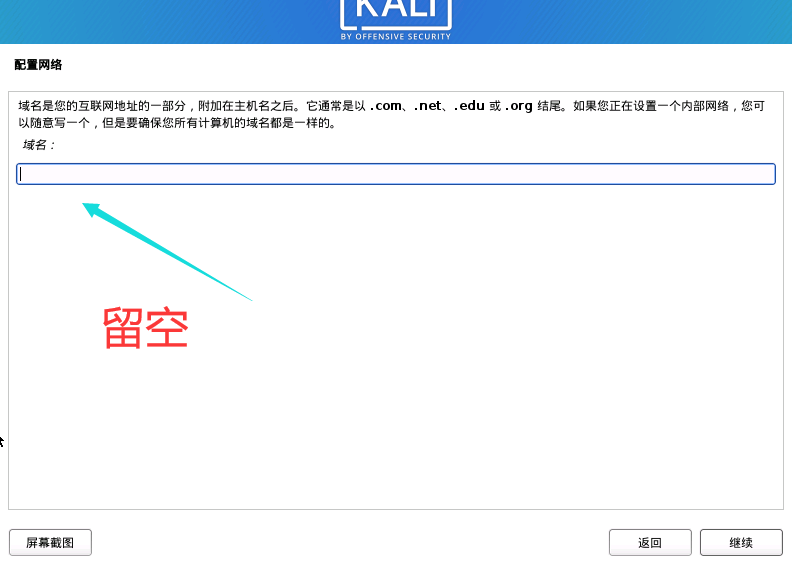 KALI
BY OFFENSIVE SECURITY
配置网络
域名是您的互联网地址的一部分，附加在主机名之后。它通常是以 .com、.net、.edu 或 .org 结尾。如果您正在设置一个内部网络，您可
以随意写一个，但是要确保您所有计算机的域名都是一样的。
域名：
留空
屏幕截图
返回
继续